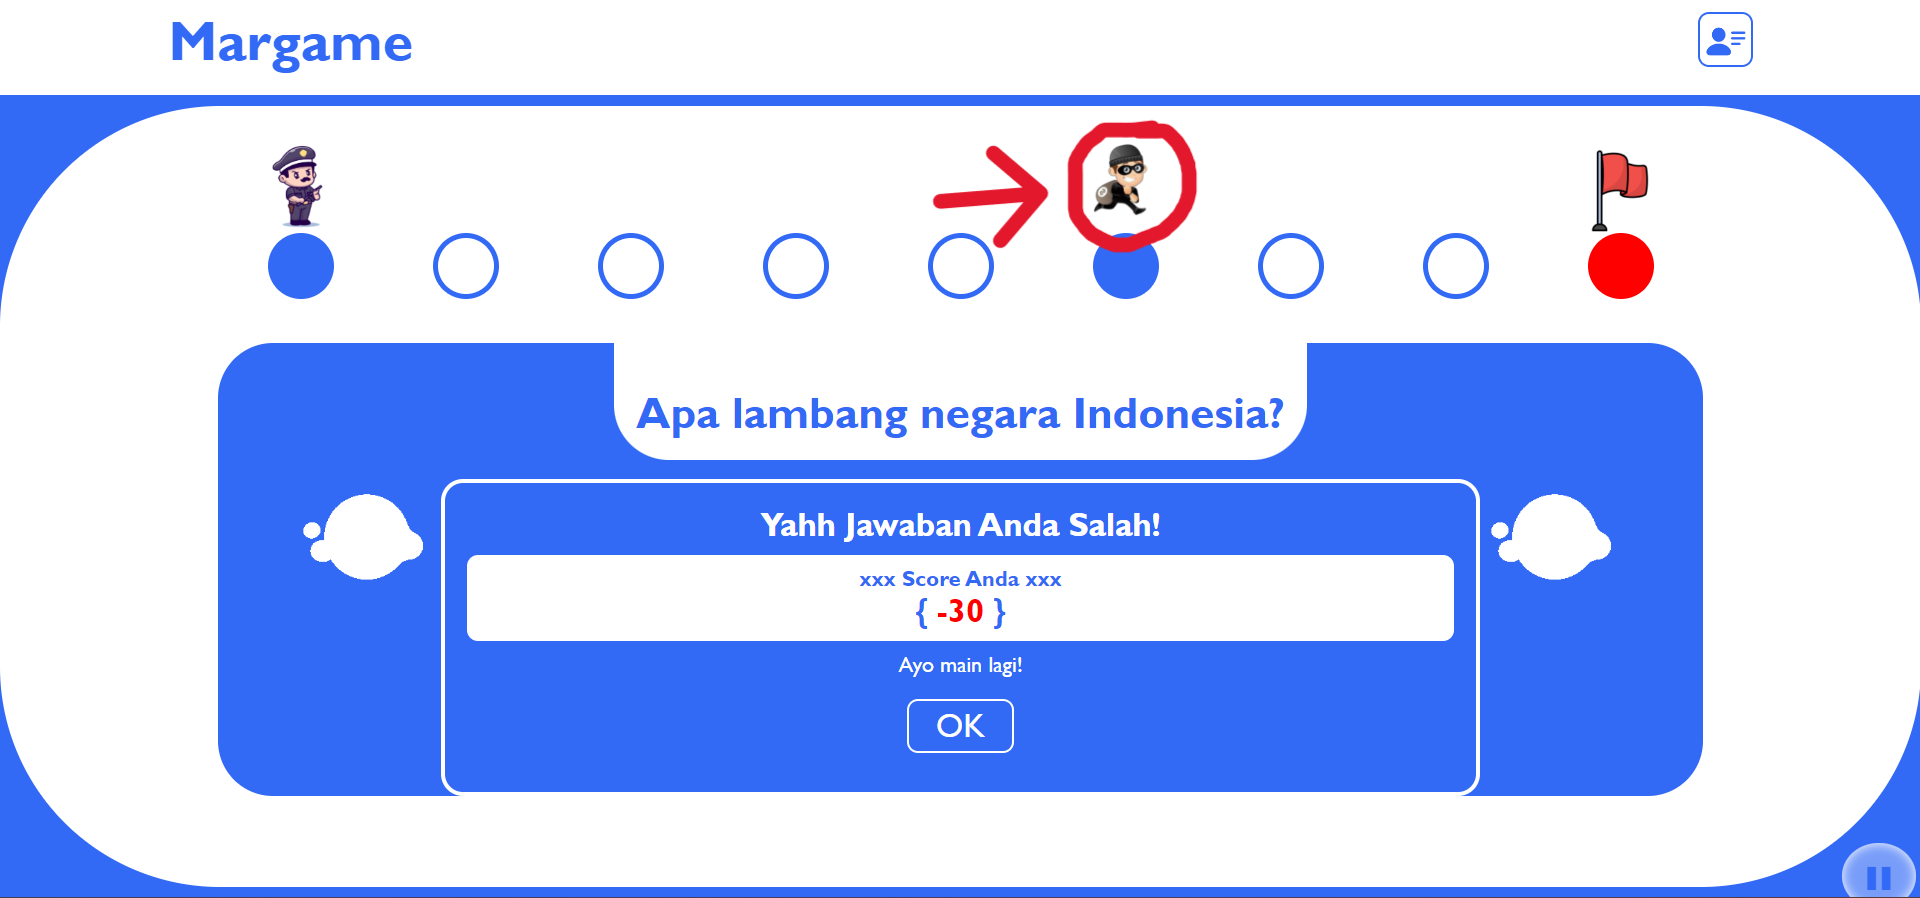 Margame
Apa lambang negara Indonesia?
Yahh Jawaban Anda Salah!
xxx Score Anda xxx
{ -30 }
Ayo main lagi!
OK